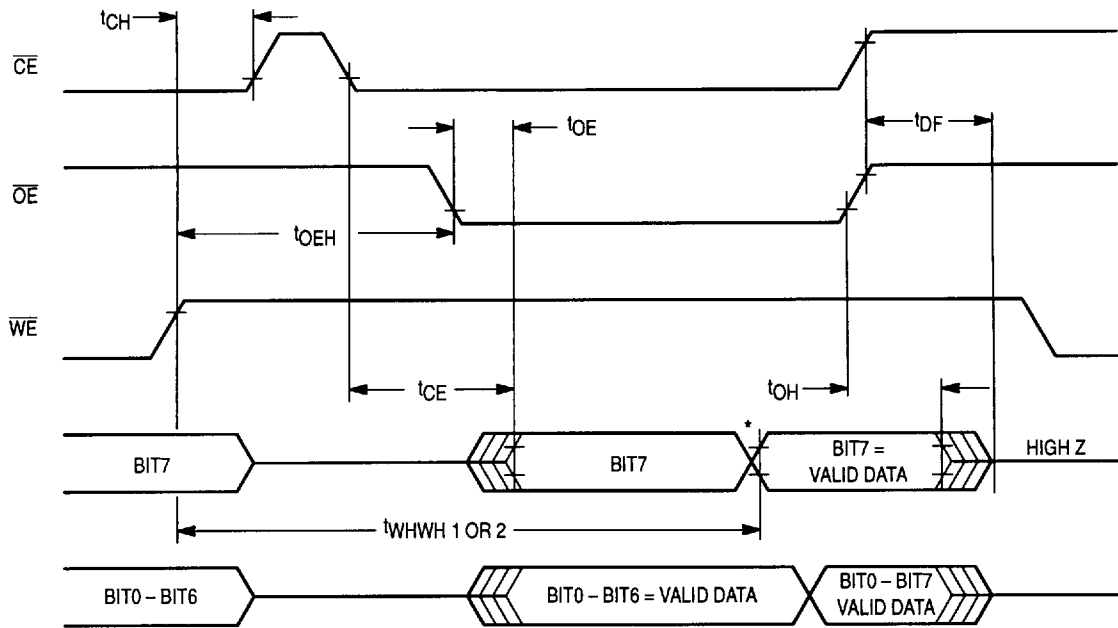 tCH
CE
tOE
tDF
OE
tOEH
WE
tCE
tOH
*
BIT7
BIT7
BIT7 =
VALID DATA
HIGH Z
tWHWH 1 OR 2
BIT0 – BIT6
BIT0 – BIT6 = VALID DATA
BIT0 – BIT7
VALID DATA